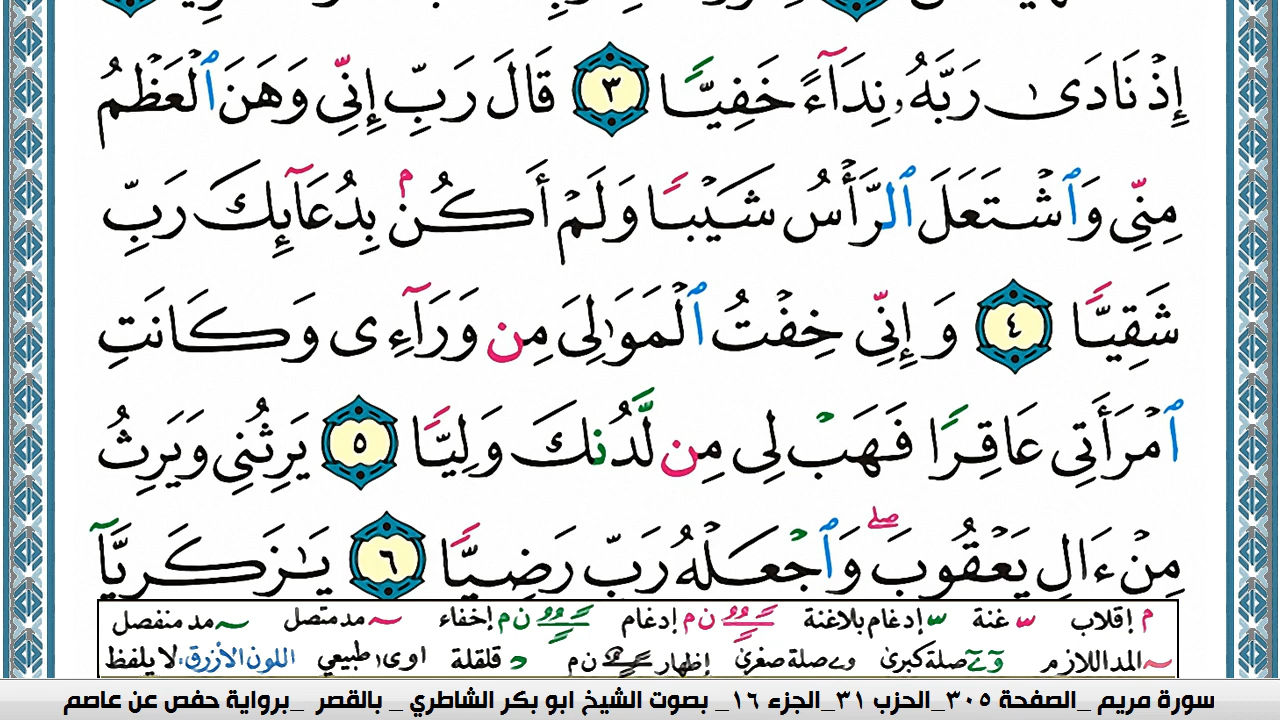 إِذْ نَادَىٰ رَبَّهُۥ نِدَآءً خَفِيًّا ٣ قَالَ رَبِّ إِنِّى وَهَنَ ٱلْعَظْمُ
مِنِّى وَٱشْتَعَلَ ٱلرَّأْسُ شَيْبًا وَلَمْ أَكُنۢ بِدُعَآئِكَ رَبِّ
شَقِيًّا ٤ وَإِنِّى خِفْتُ ٱلْمَوَٰلِىَ مِن وَرَآءِى وَكَانَتِ
ٱمْرَأَتِى عَاقِرًا فَهَبْ لِى مِن لَّدُنكَ وَلِيًّا ٥ يَرِثُنِى وَيَرِثُ
مِنْ ءَالِ يَعْقُوبَ ۖ وَٱجْعَلْهُ رَبِّ رَضِيًّا ٦ يَٰزَكَرِيَّآ
م إقلاب غنة إدغام بلاغنة ن م إدغام ن م إخفاء مد متصل مد منفصل
المد اللازم صلة كبرى صلة صغرى إظهار ن م قلقلة اوى طبيعي اللون الأزرق: لا يلفظ
سورة مريم _الصفحة ٣٠٥_الحزب ٣١_الجزء ١٦_ بصوت الشيخ ابو بكر الشاطري _ بالقصر _برواية حفص عن عاصم